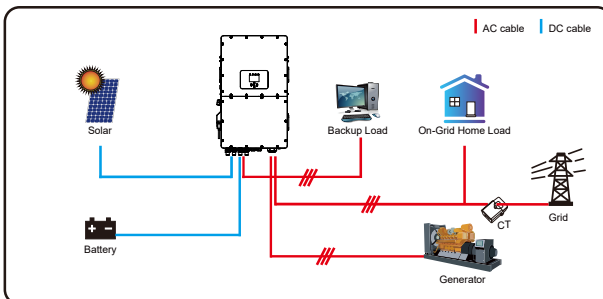 AC cable
DC cable
Solar
Backup Load
On-Grid Home Load
CT
Grid
Battery
Generator